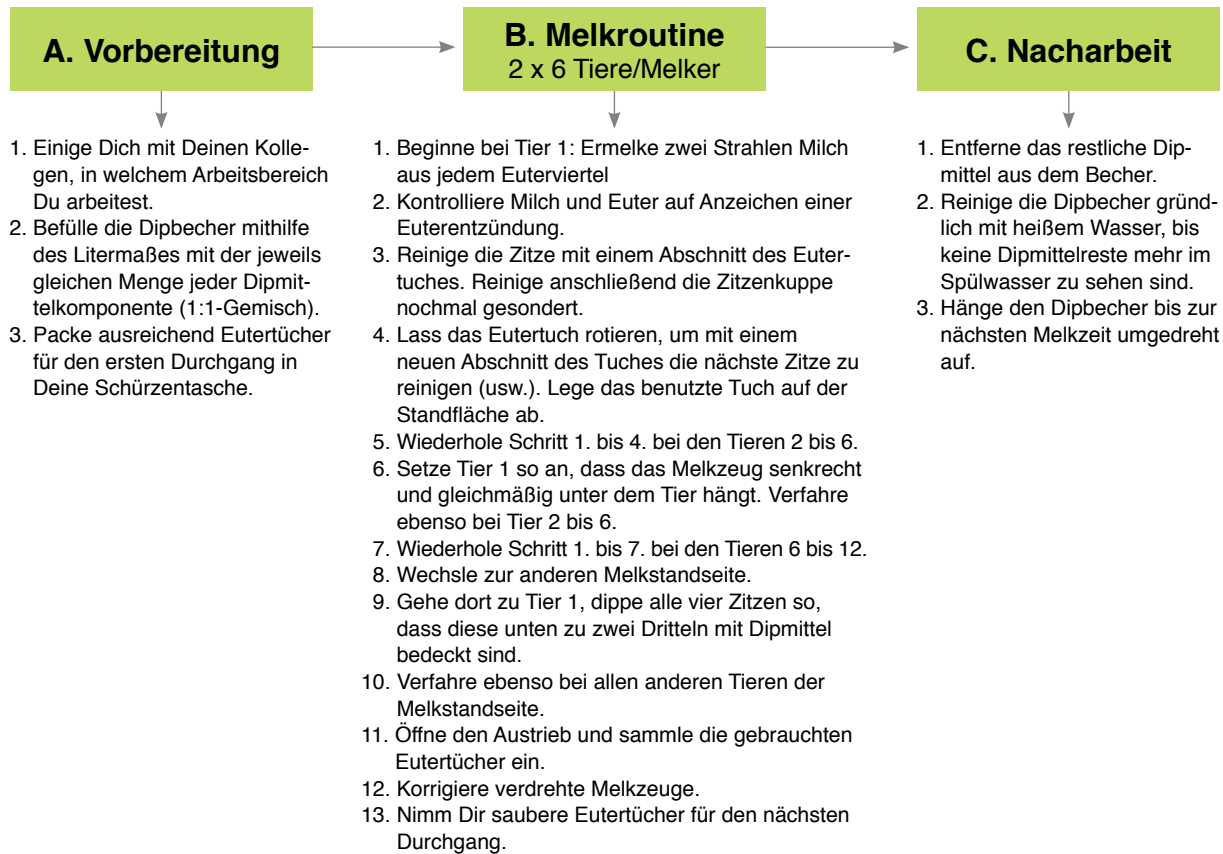 A. Vorbereitung
1. Einige Dich mit Deinen Kolle-
gen, in welchem Arbeitsbereich
Du arbeitest.
2. Befülle die Dipbecher mithilfe
des Litermaßes mit der jeweils
gleichen Menge jeder Dipmit-
telkomponente (1:1-Gemisch).
3. Packe ausreichend Eutertücher
für den ersten Durchgang in
Deine Schürzentasche.
B. Melkroutine
2 x 6 Tiere/Melker
1. Beginne bei Tier 1: Ermelke zwei Strahlen Milch
aus jedem Euterviertel
2. Kontrolliere Milch und Euter auf Anzeichen einer
Euterentzündung.
3. Reinige die Zitze mit einem Abschnitt des Euter-
tuches. Reinige anschließend die Zitzenkuppe
nochmal gesondert.
4. Lass das Eutertuch rotieren, um mit einem
neuen Abschnitt des Tuches die nächste Zitze zu
reinigen (usw.). Lege das benutzte Tuch auf der
Standfläche ab.
5. Wiederhole Schritt 1. bis 4. bei den Tieren 2 bis 6.
6. Setze Tier 1 so an, dass das Melkzeug senkrecht
und gleichmäßig unter dem Tier hängt. Verfahre
ebenso bei Tier 2 bis 6.
7. Wiederhole Schritt 1. bis 7. bei den Tieren 6 bis 12.
8. Wechsle zur anderen Melkstandseite.
9. Gehe dort zu Tier 1, dippe alle vier Zitzen so,
dass diese unten zu zwei Dritteln mit Dipmittel
bedeckt sind.
10. Verfahre ebenso bei allen anderen Tieren der
Melkstandseite.
11. Öffne den Austrieb und sammle die gebrauchten
Eutertücher ein.
12. Korrigiere verdrehte Melkzeuge.
13. Nimm Dir saubere Eutertücher für den nächsten
Durchgang.
C. Nacharbeit
1. Entferne das restliche Dip-
mittel aus dem Becher.
2. Reinige die Dipbecher gründ-
lich mit heißem Wasser, bis
keine Dipmittelreste mehr im
Spülwasser zu sehen sind.
3. Hänge den Dipbecher bis zur
nächsten Melkzeit umgedreht
auf.